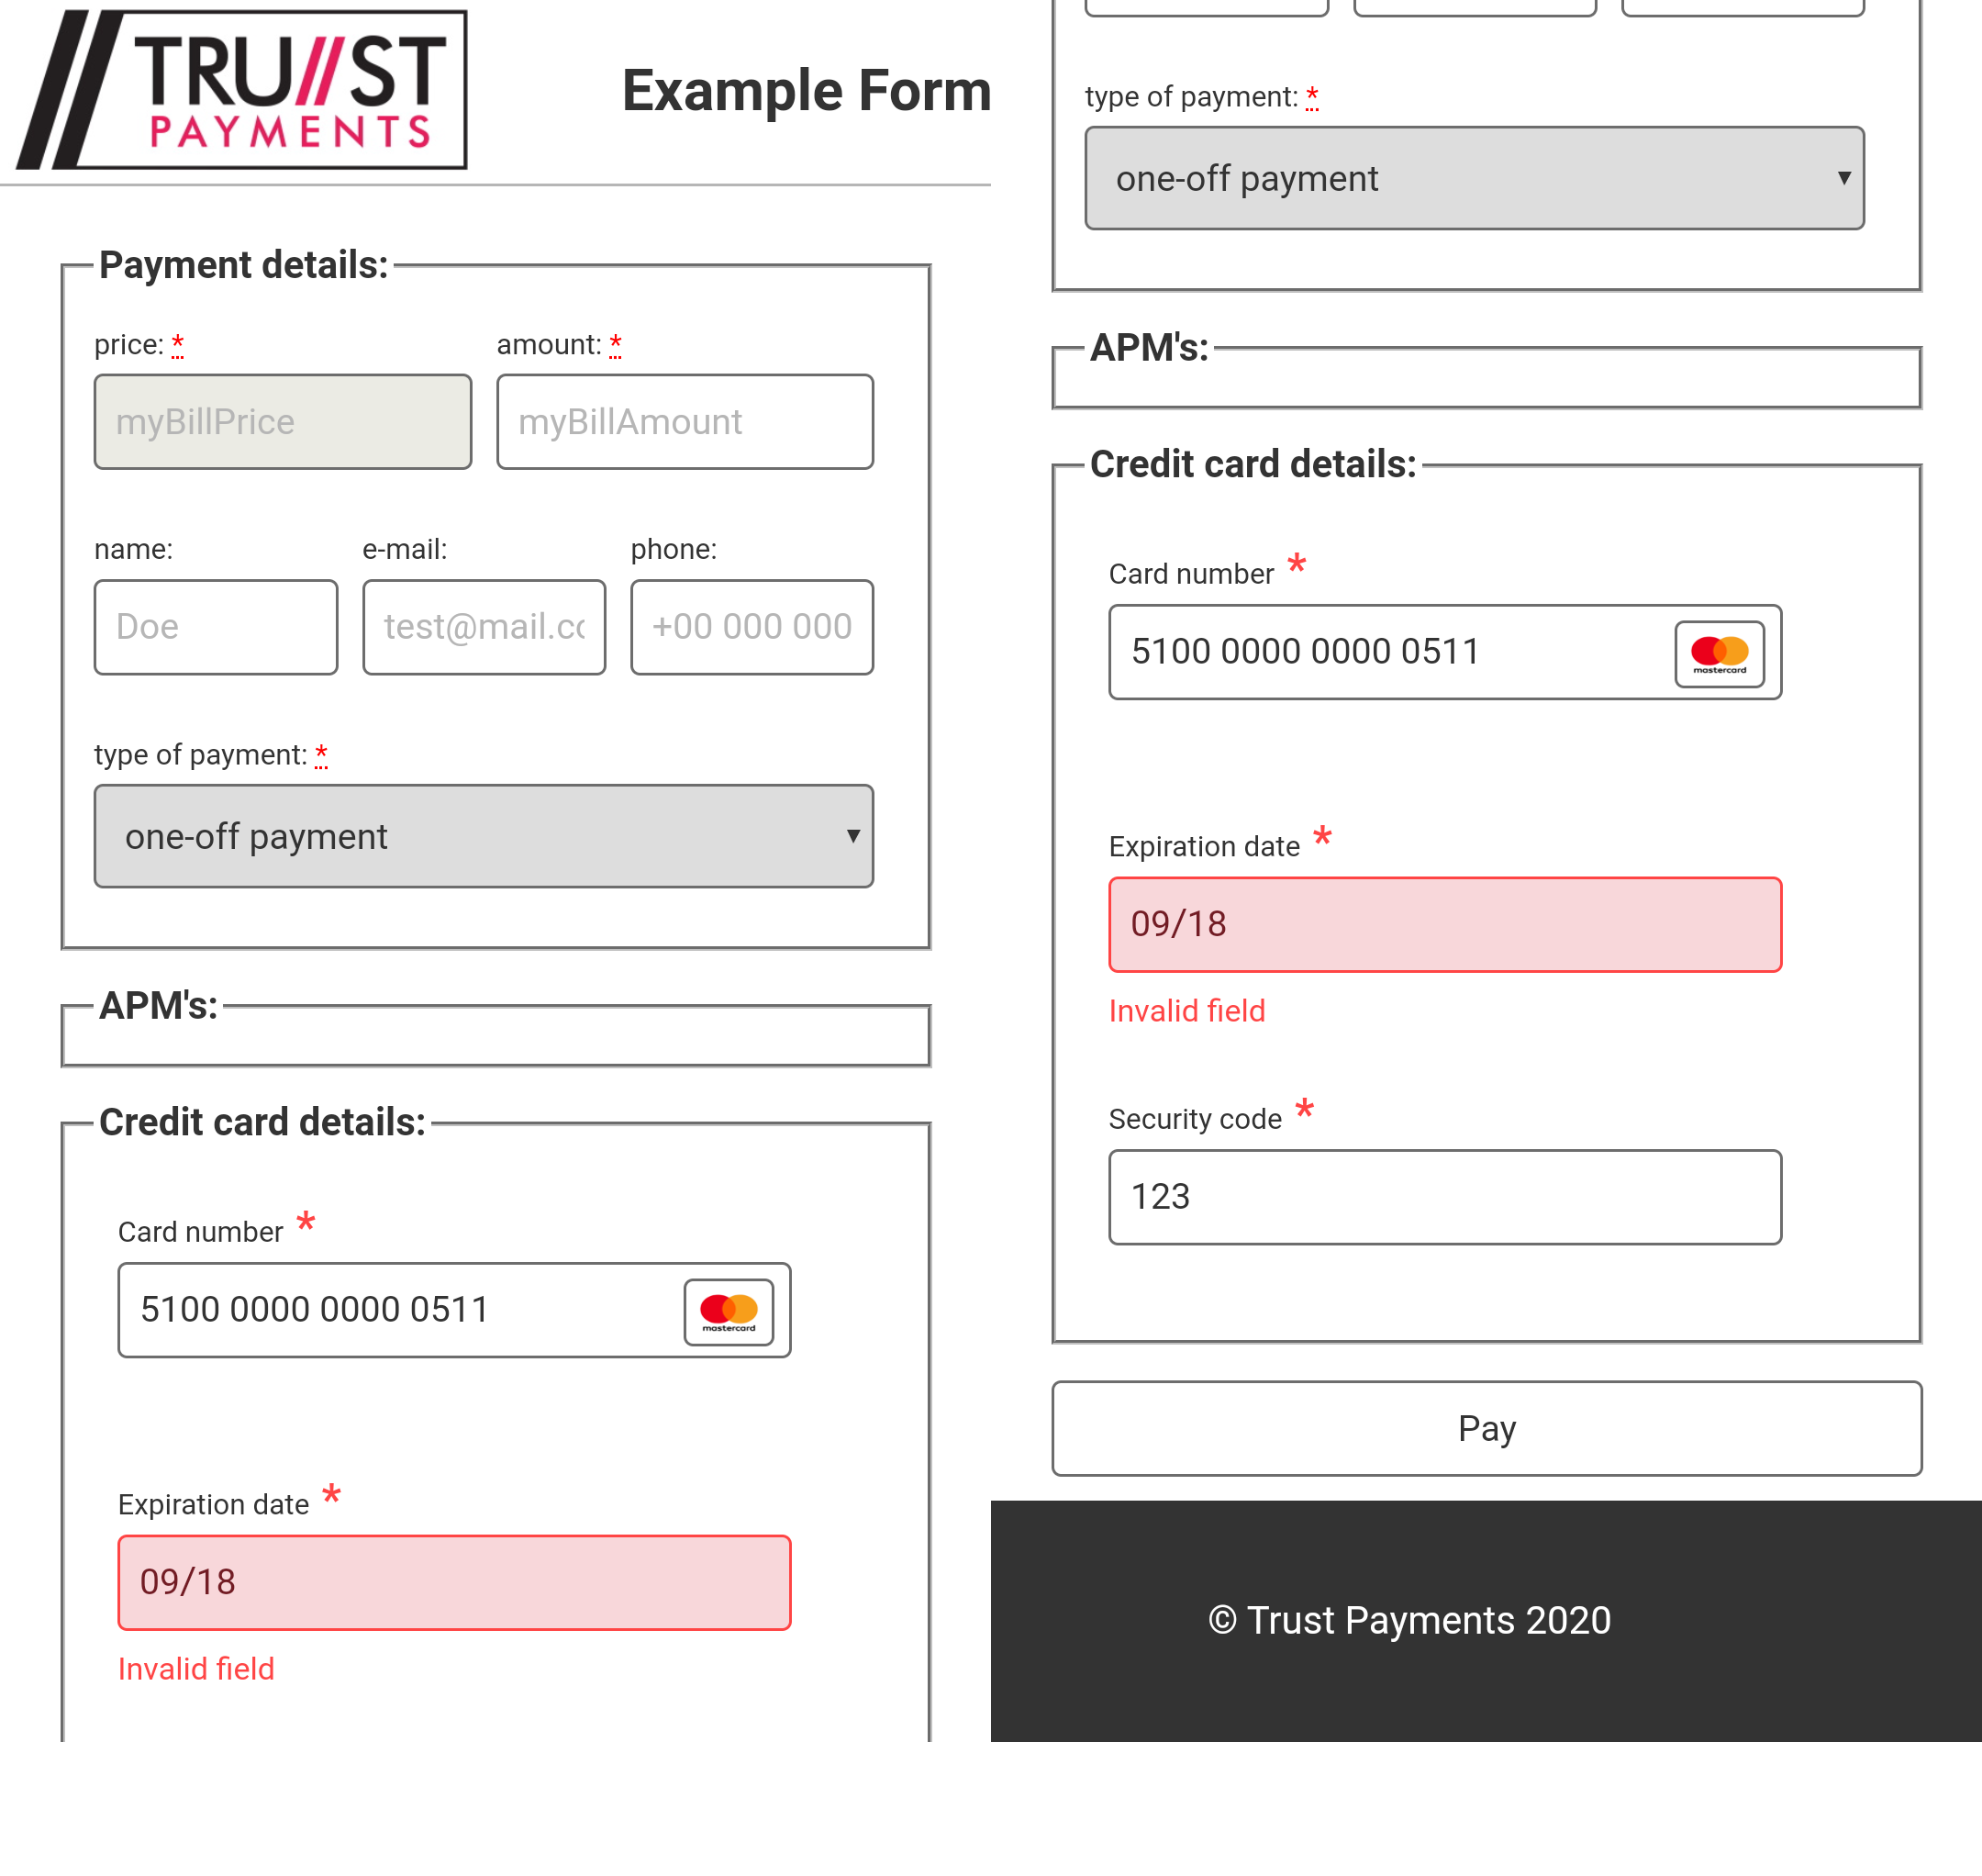 TRU//ST
PAYMENTS
Example Form
Payment details:
price: * amount: *
myBillPrice myBillAmount
name: e-mail: phone:
Doe test@mail.co +00 000 000
type of payment: *
one-off payment
APM's:
Credit card details:
Card number *
5100 0000 0000 0511
mastercard
Expiration date *
09/18
Invalid field
type of payment: *
one-off payment
APM's:
Credit card details:
Card number *
5100 0000 0000 0511
mastercard
Expiration date *
09/18
Invalid field
Security code *
123
Pay
© Trust Payments 2020